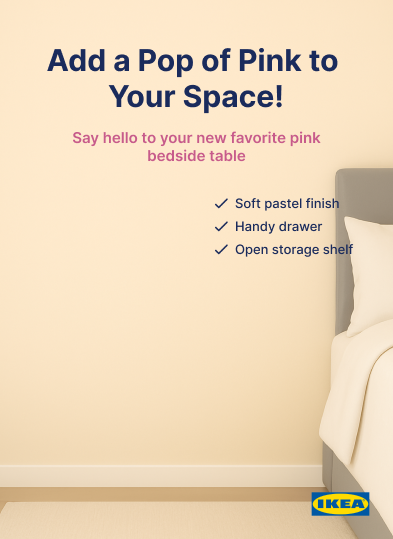 Add a Pop of Pink to
Your Space!
Say hello to your new favorite pink
bedside table
Soft pastel finish
Handy drawer
Open storage shelf
IKEA